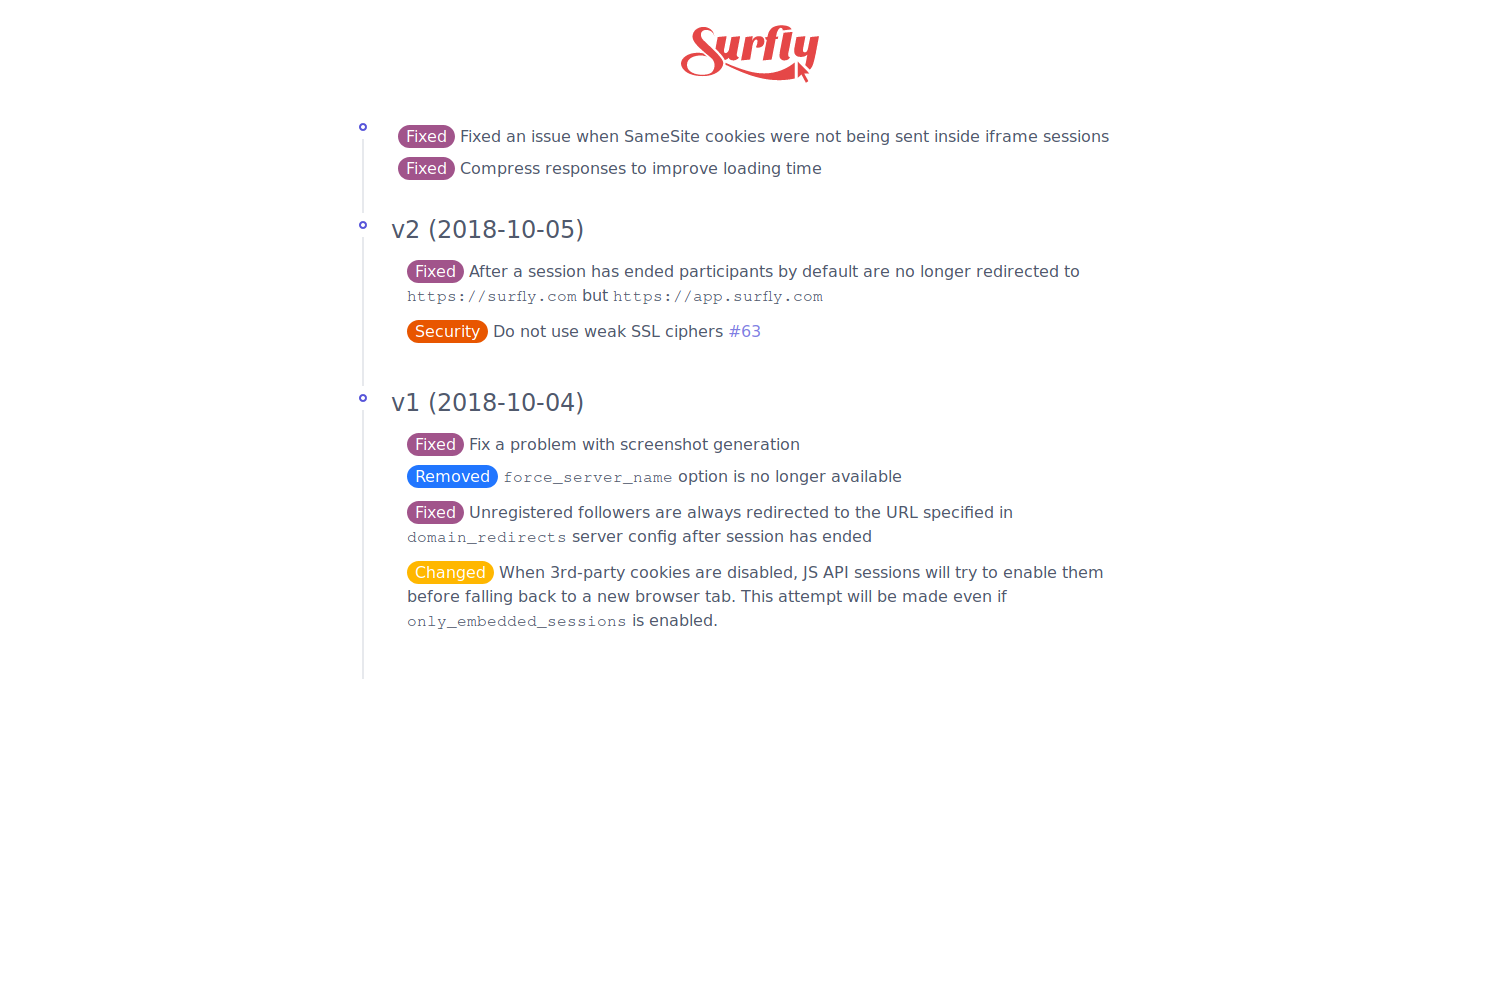 Surfly
Fixed Fixed an issue when SameSite cookies were not being sent inside iframe sessions
Fixed Compress responses to improve loading time
v2 (2018-10-05)
Fixed After a session has ended participants by default are no longer redirected to
https://surfly.com but https://app.surfly.com
Security Do not use weak SSL ciphers #63
v1 (2018-10-04)
Fixed Fix a problem with screenshot generation
Removed force_server_name option is no longer available
Fixed Unregistered followers are always redirected to the URL specified in
domain_redirects server config after session has ended
Changed When 3rd-party cookies are disabled, JS API sessions will try to enable them
before falling back to a new browser tab. This attempt will be made even if
only_embedded_sessions is enabled.